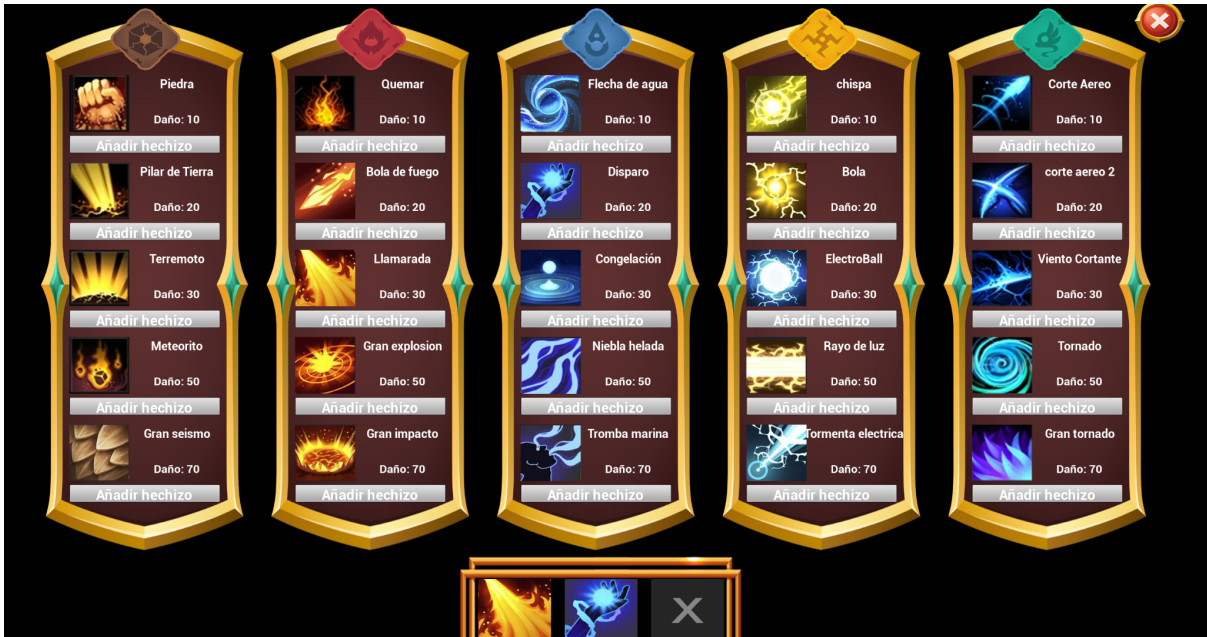 Piedra
Daño: 10
Añadir hechizo
Pilar de Tierra
Daño: 20
Añadir hechizo
Terremoto
Daño: 30
Añadir hechizo
Meteorito
Daño: 50
Añadir hechizo
Gran seismo
Daño: 70
Añadir hechizo
Quemar
Daño: 10
Añadir hechizo
Bola de fuego
Daño: 20
Añadir hechizo
Llamarada
Daño: 30
Añadir hechizo
Gran explosion
Daño: 50
Añadir hechizo
Gran impacto
Daño: 70
Añadir hechizo
Flecha de agua
Daño: 10
Añadir hechizo
Disparo
Daño: 20
Añadir hechizo
Congelación
Daño: 30
Añadir hechizo
Niebla helada
Daño: 50
Añadir hechizo
Tromba marina
Daño: 70
Añadir hechizo
chispa
Daño: 10
Añadir hechizo
Bola
Daño: 20
Añadir hechizo
ElectroBall
Daño: 30
Añadir hechizo
Rayo de luz
Daño: 50
Añadir hechizo
Tormenta electrica
Daño: 70
Añadir hechizo
Corte Aereo
Daño: 10
Añadir hechizo
corte aereo 2
Daño: 20
Añadir hechizo
Viento Cortante
Daño: 30
Añadir hechizo
Tornado
Daño: 50
Añadir hechizo
Gran tornado
Daño: 70
Añadir hechizo